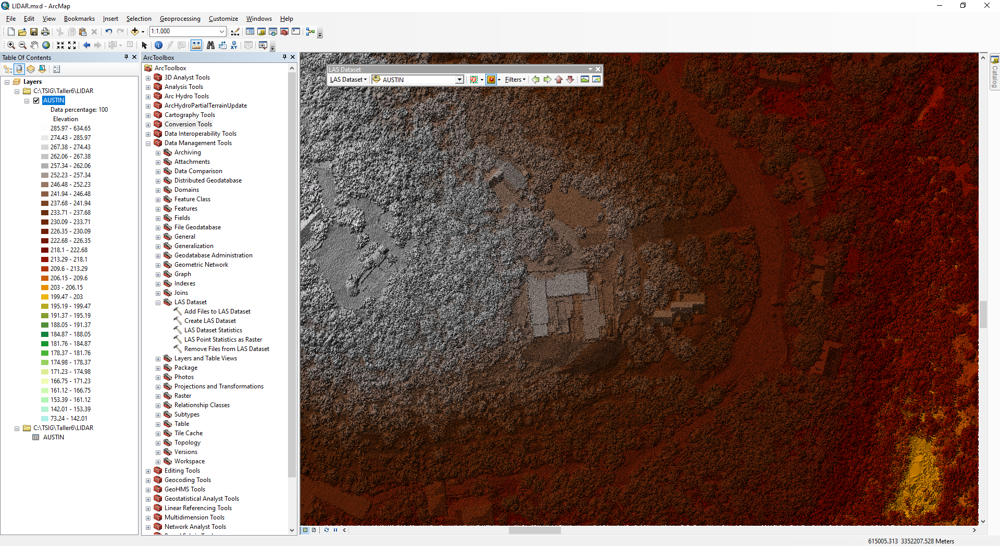 LIDAR.mxd - ArcMap
File Edit View Bookmarks Insert Selection Geoprocessing Customize Windows Help
1:1,000
Table Of Contents
Layers
C:\TSIG\Taller6\LIDAR
AUSTIN
Data percentage: 100
Elevation
285.97 - 634.65
274.43 - 285.97
267.38 - 274.43
262.06 - 267.38
257.34 - 262.06
252.23 - 257.34
246.48 - 252.23
241.94 - 246.48
237.68 - 241.94
233.71 - 237.68
230.09 - 233.71
226.35 - 230.09
222.68 - 226.35
218.1 - 222.68
213.29 - 218.1
209.6 - 213.29
206.15 - 209.6
203 - 206.15
199.47 - 203
195.19 - 199.47
191.37 - 195.19
188.05 - 191.37
184.87 - 188.05
181.76 - 184.87
178.37 - 181.76
174.98 - 178.37
171.23 - 174.98
166.75 - 171.23
161.12 - 166.75
153.39 - 161.12
142.01 - 153.39
73.24 - 142.01
C:\TSIG\Taller6\LIDAR
AUSTIN
ArcToolbox
ArcToolbox
3D Analyst Tools
Analysis Tools
Arc Hydro Tools
ArcHydroPartialTerrainUpdate
Cartography Tools
Conversion Tools
Data Interoperability Tools
Data Management Tools
Archiving
Attachments
Data Comparison
Distributed Geodatabase
Domains
Feature Class
Features
Fields
File Geodatabase
General
Generalization
Geodatabase Administration
Geometric Network
Graph
Indexes
Joins
LAS Dataset
Add Files to LAS Dataset
Create LAS Dataset
LAS Dataset Statistics
LAS Point Statistics as Raster
Remove Files from LAS Dataset
Layers and Table Views
Package
Photos
Projections and Transformations
Raster
Relationship Classes
Subtypes
Table
Tile Cache
Topology
Versions
Workspace
Editing Tools
Geocoding Tools
GeoHMS Tools
Geostatistical Analyst Tools
Linear Referencing Tools
Multidimension Tools
Network Analyst Tools
LAS Dataset
LAS Dataset AUSTIN Filters
Catalog
615005.313 3352207.528 Meters